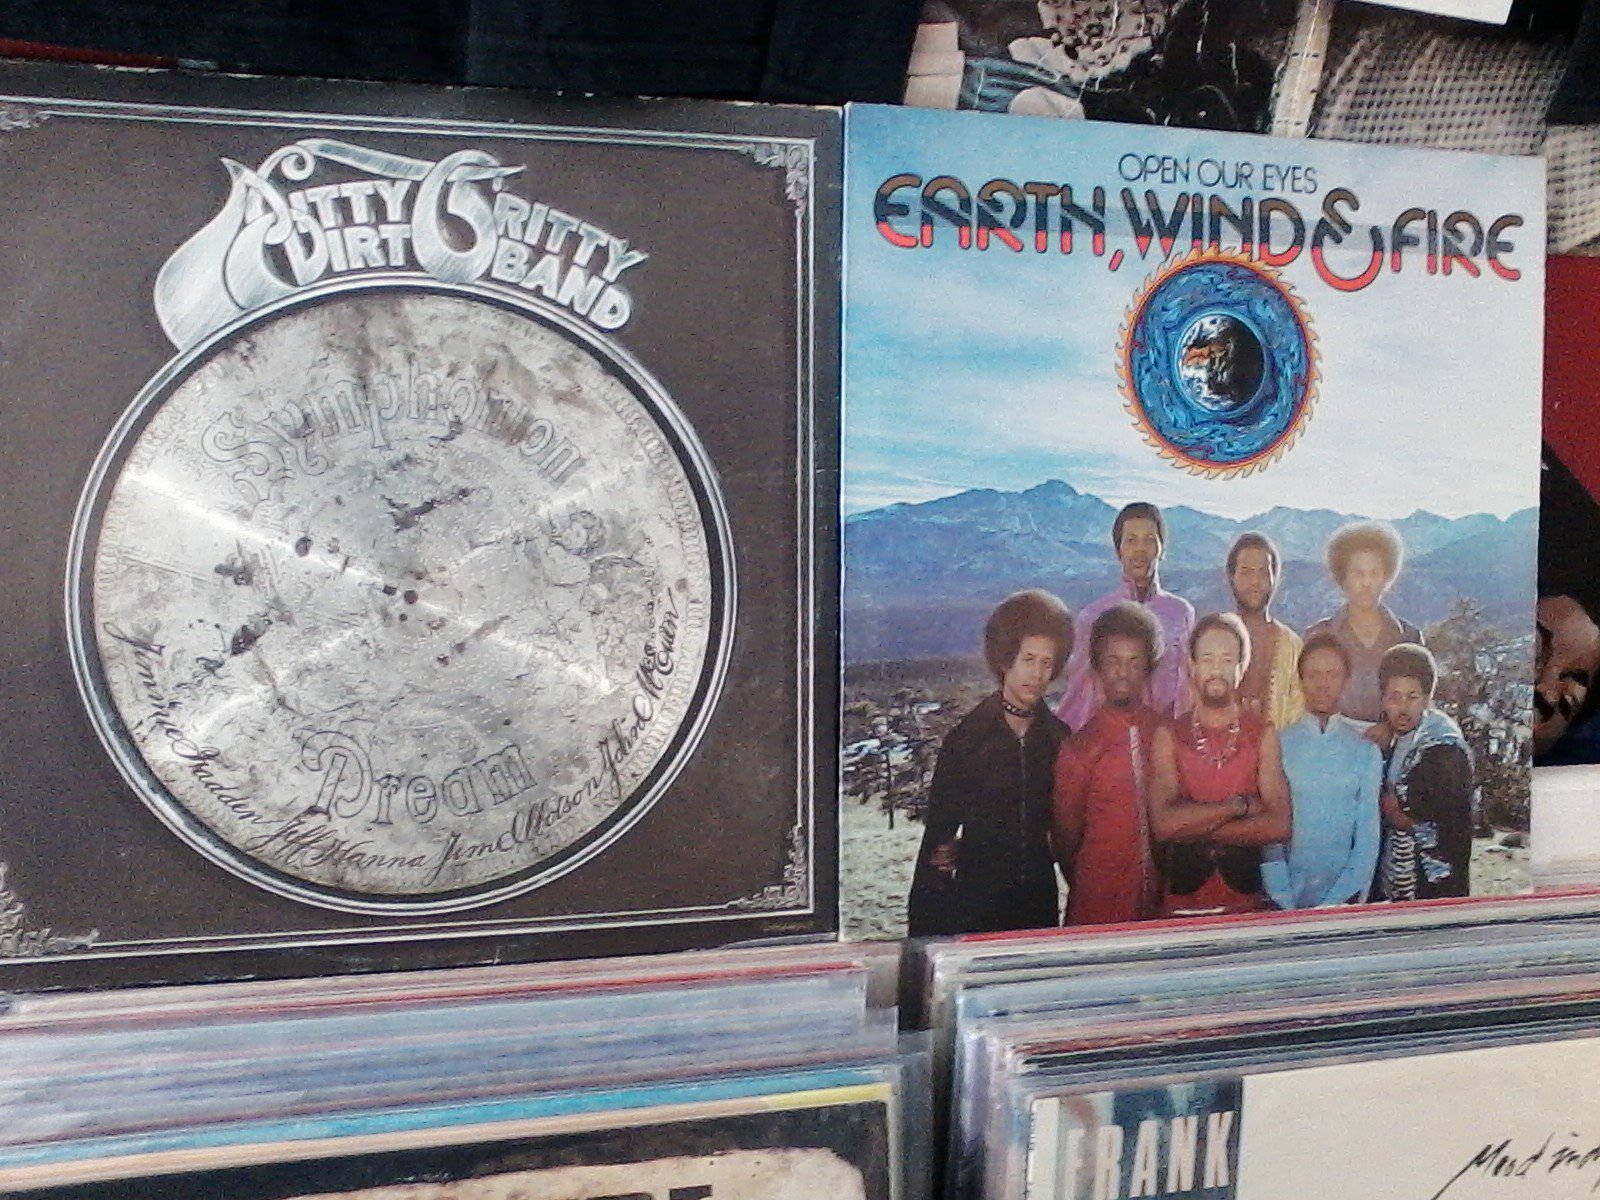 NITTY GRITTY
DIRT BAND
Symphonion
Dream
Jimmie Fadden Jeff Hanna Jim
John McEuen
OPEN OUR EYES
EARTH, WIND & FIRE
FRANK
Mood